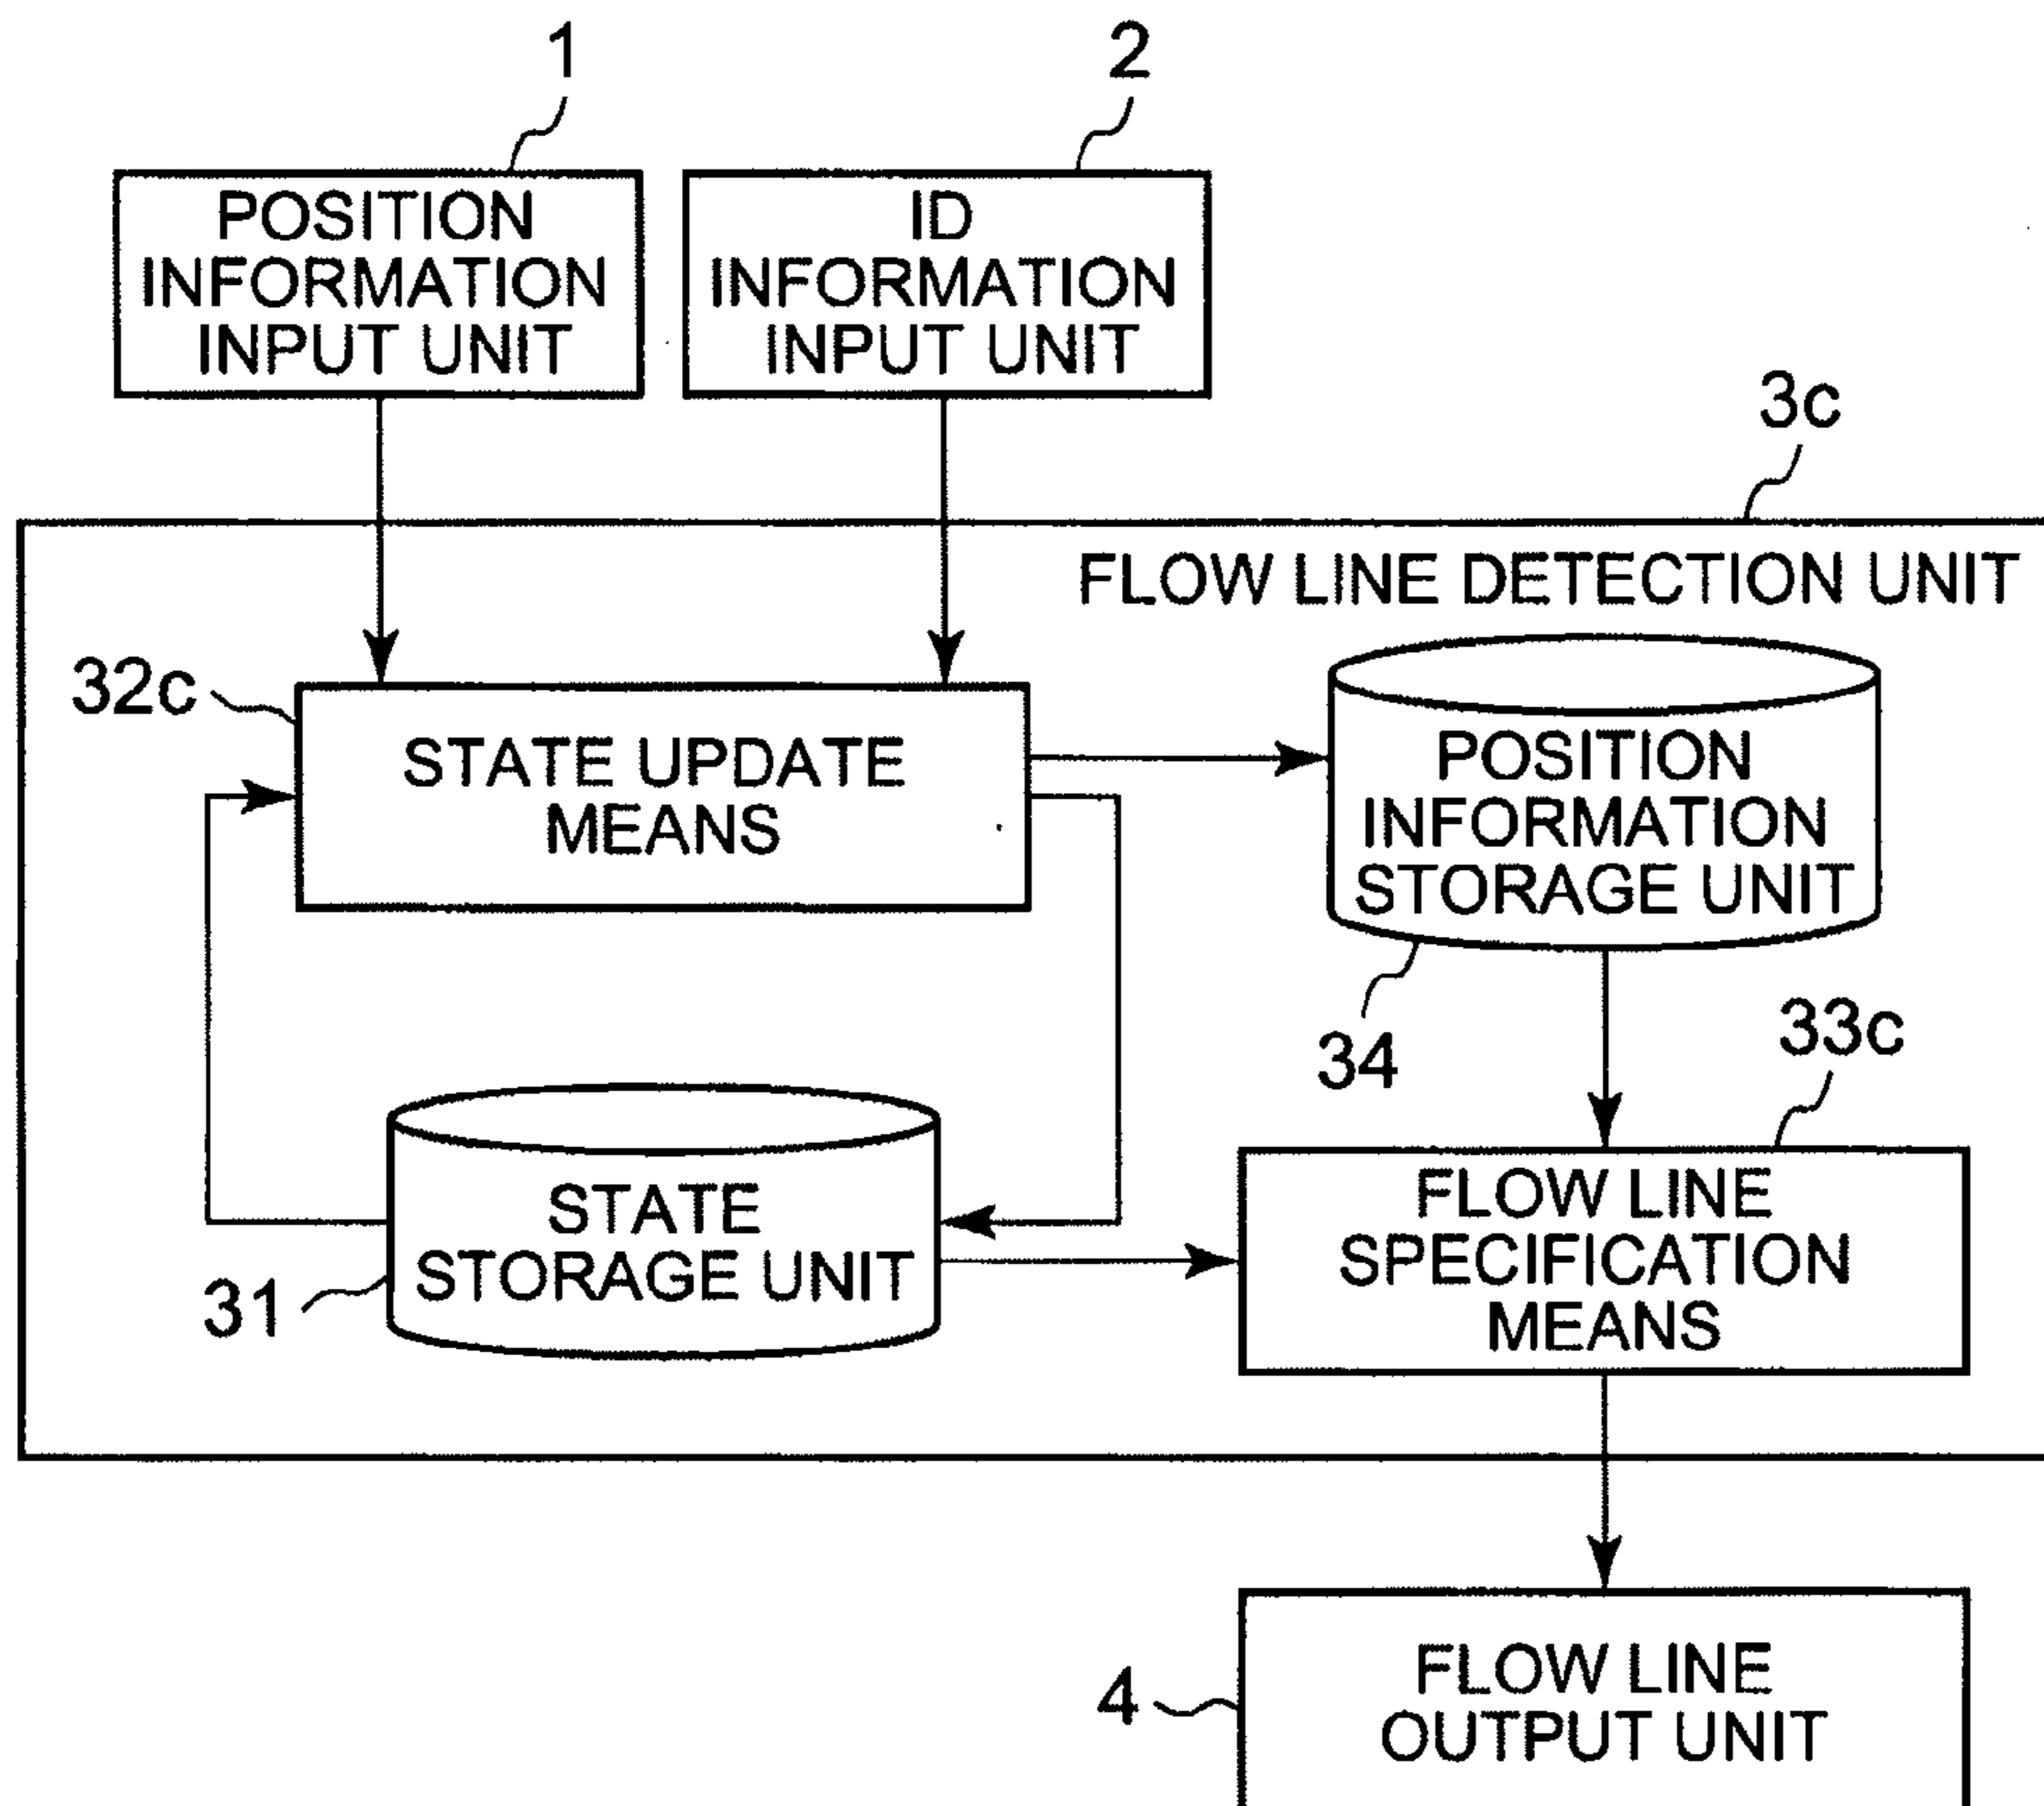 1
2
POSITION
INFORMATION
INPUT UNIT
ID
INFORMATION
INPUT UNIT
3c
FLOW LINE DETECTION UNIT
32c
STATE UPDATE
MEANS
POSITION
INFORMATION
STORAGE UNIT
34
33c
STATE
STORAGE UNIT
31
FLOW LINE
SPECIFICATION
MEANS
4
FLOW LINE
OUTPUT UNIT